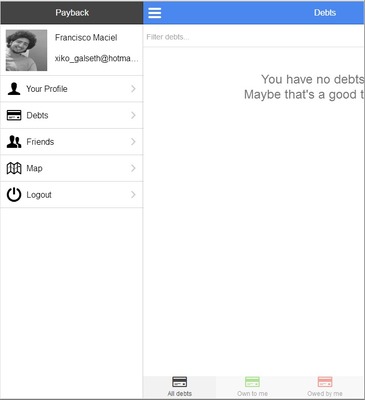 Payback
Francisco Maciel
xiko_galseth@hotma...
Your Profile
Debts
Friends
Map
Logout
Debts
Filter debts...
You have no debts
Maybe that's a good t
All debts
Own to me
Owed by me